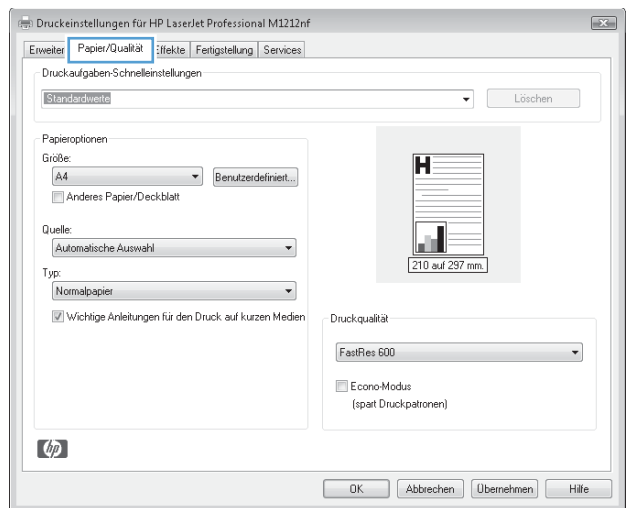 Druckeinstellungen für HP LaserJet Professional M1212nf
Erweiter Papier/Qualität Effekte Fertigstellung Services
Druckaufgaben-Schnelleinstellungen
Standardwerte
Löschen
Papieroptionen
Größe:
A4
Benutzerdefiniert...
Anderes Papier/Deckblatt
Quelle:
Automatische Auswahl
Typ:
Normalpapier
Wichtige Anleitungen für den Druck auf kurzen Medien
H
210 auf 297 mm.
Druckqualität
FastRes 600
Econo-Modus
(spart Druckpatronen)
hp
OK Abbrechen Übernehmen Hilfe